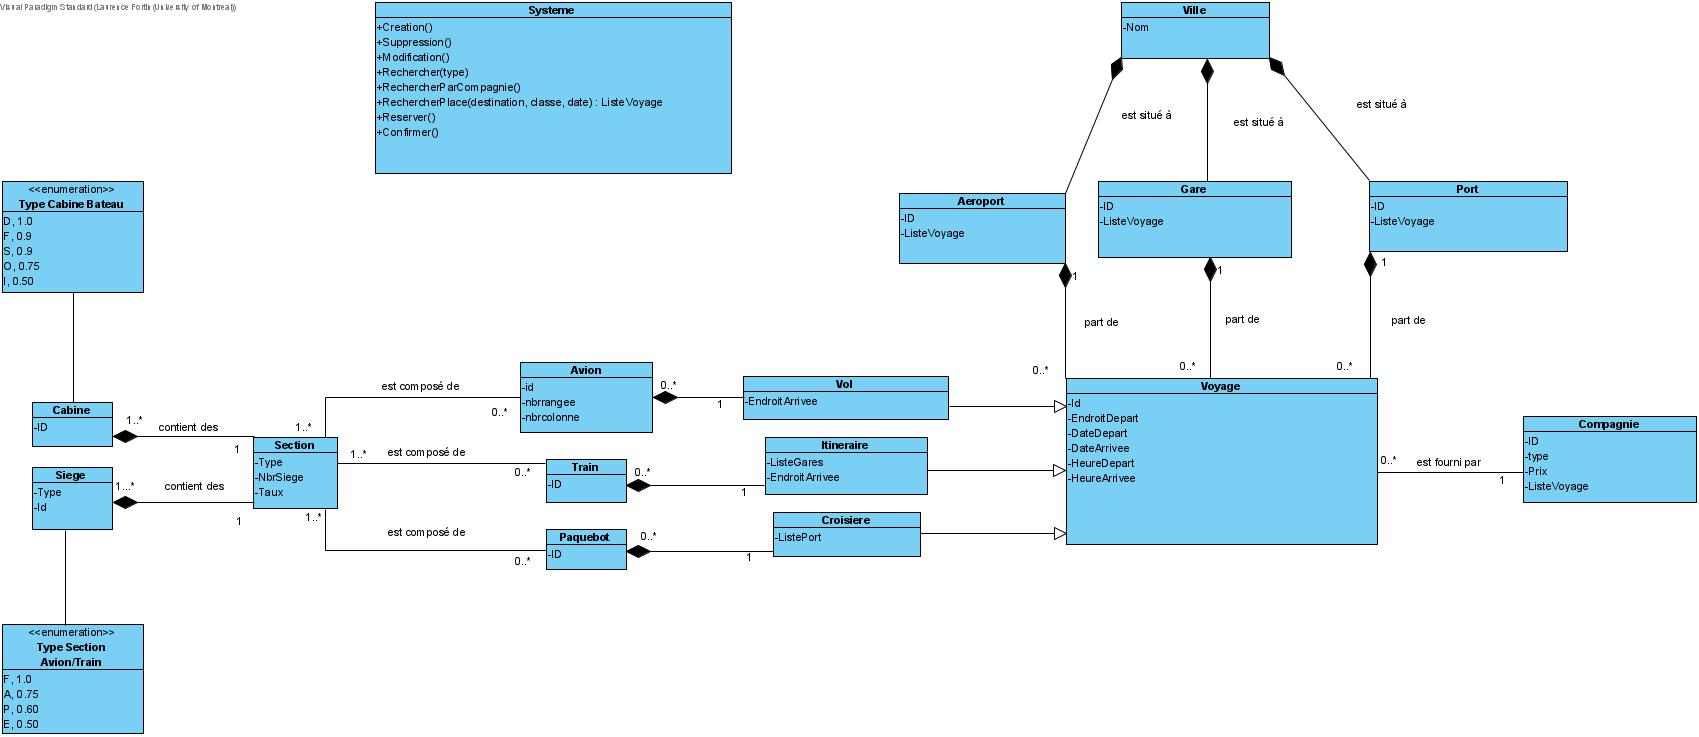 Visual Paradigm Standard (Laurence Fortin (University of Montreal))
Systeme
+Creation()
+Suppression()
+Modification()
+Rechercher(type)
+RechercherParCompagnie()
+RechercherPlace(destination, classe, date) : ListeVoyage
+Reserver()
+Confirmer()
Ville
-Nom
est situé à
est situé à
est situé à
<<enumeration>>
Type Cabine Bateau
D, 1.0
F, 0.9
S, 0.9
O, 0.75
I, 0.50
Aeroport
-ID
-ListeVoyage
Gare
-ID
-ListeVoyage
Port
-ID
-ListeVoyage
1
1
1
part de
part de
part de
0..*
0..*
0..*
Cabine
-ID
1..*
contient des
1
Siege
-Type
-Id
1...*
contient des
1
Section
-Type
-NbrSiege
-Taux
1..*
est composé de
0..*
1..*
est composé de
0..*
1..*
est composé de
0..*
Avion
-id
-nbrrangee
-nbrcolonne
0..*
1
Vol
-EndroitArrivee
Train
-ID
0..*
1
Itineraire
-ListeGares
-EndroitArrivee
Paquebot
-ID
0..*
1
Croisiere
-ListePort
Voyage
-Id
-EndroitDepart
-DateDepart
-DateArrivee
-HeureDepart
-HeureArrivee
0..*
est fourni par
1
Compagnie
-ID
-type
-Prix
-ListeVoyage
<<enumeration>>
Type Section
Avion/Train
F, 1.0
A, 0.75
P, 0.60
E, 0.50